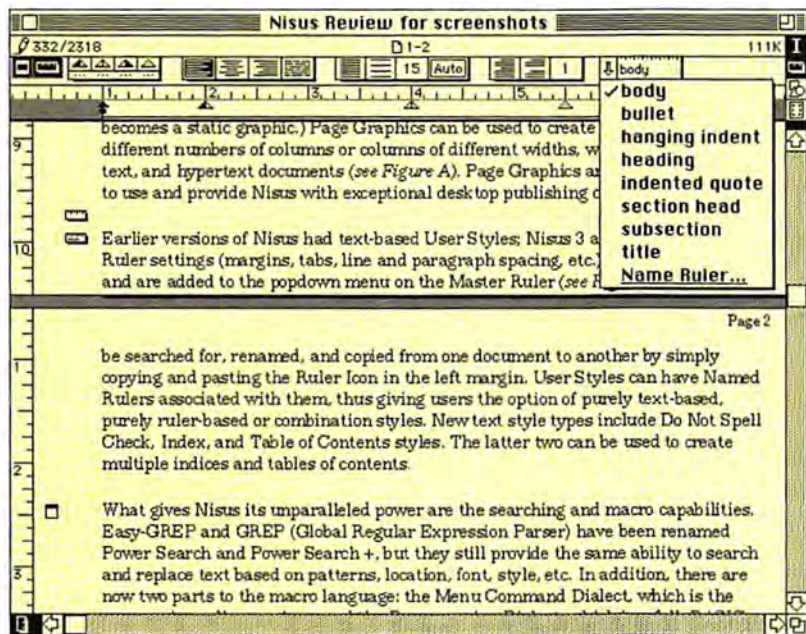 Nisus Review for screenshots
332/2318
1-2
111K
15
Auto
1
body
1
2
3
4
5
body
bullet
hanging indent
heading
indented quote
section head
subsection
title
Name Ruler...
9
becomes a static graphic.) Page Graphics can be used to create
different numbers of columns or columns of different widths, w
text, and hypertext documents (see Figure A). Page Graphics a
to use and provide Nisus with exceptional desktop publishing c
10
Earlier versions of Nisus had text-based User Styles; Nisus 3 a
Ruler settings (margins, tabs, line and paragraph spacing, etc.)
and are added to the popdown menu on the Master Ruler (see F
Page 2
1
be searched for, renamed, and copied from one document to another by simply
copying and pasting the Ruler Icon in the left margin. User Styles can have Named
Rulers associated with them, thus giving users the option of purely text-based,
purely ruler-based or combination styles. New text style types include Do Not Spell
Check, Index, and Table of Contents styles. The latter two can be used to create
multiple indices and tables of contents.
2
What gives Nisus its unparalleled power are the searching and macro capabilities.
Easy-GREP and GREP (Global Regular Expression Parser) have been renamed
Power Search and Power Search +, but they still provide the same ability to search
and replace text based on patterns, location, font, style, etc. In addition, there are
3
now two parts to the macro language: the Menu Command Dialect, which is the